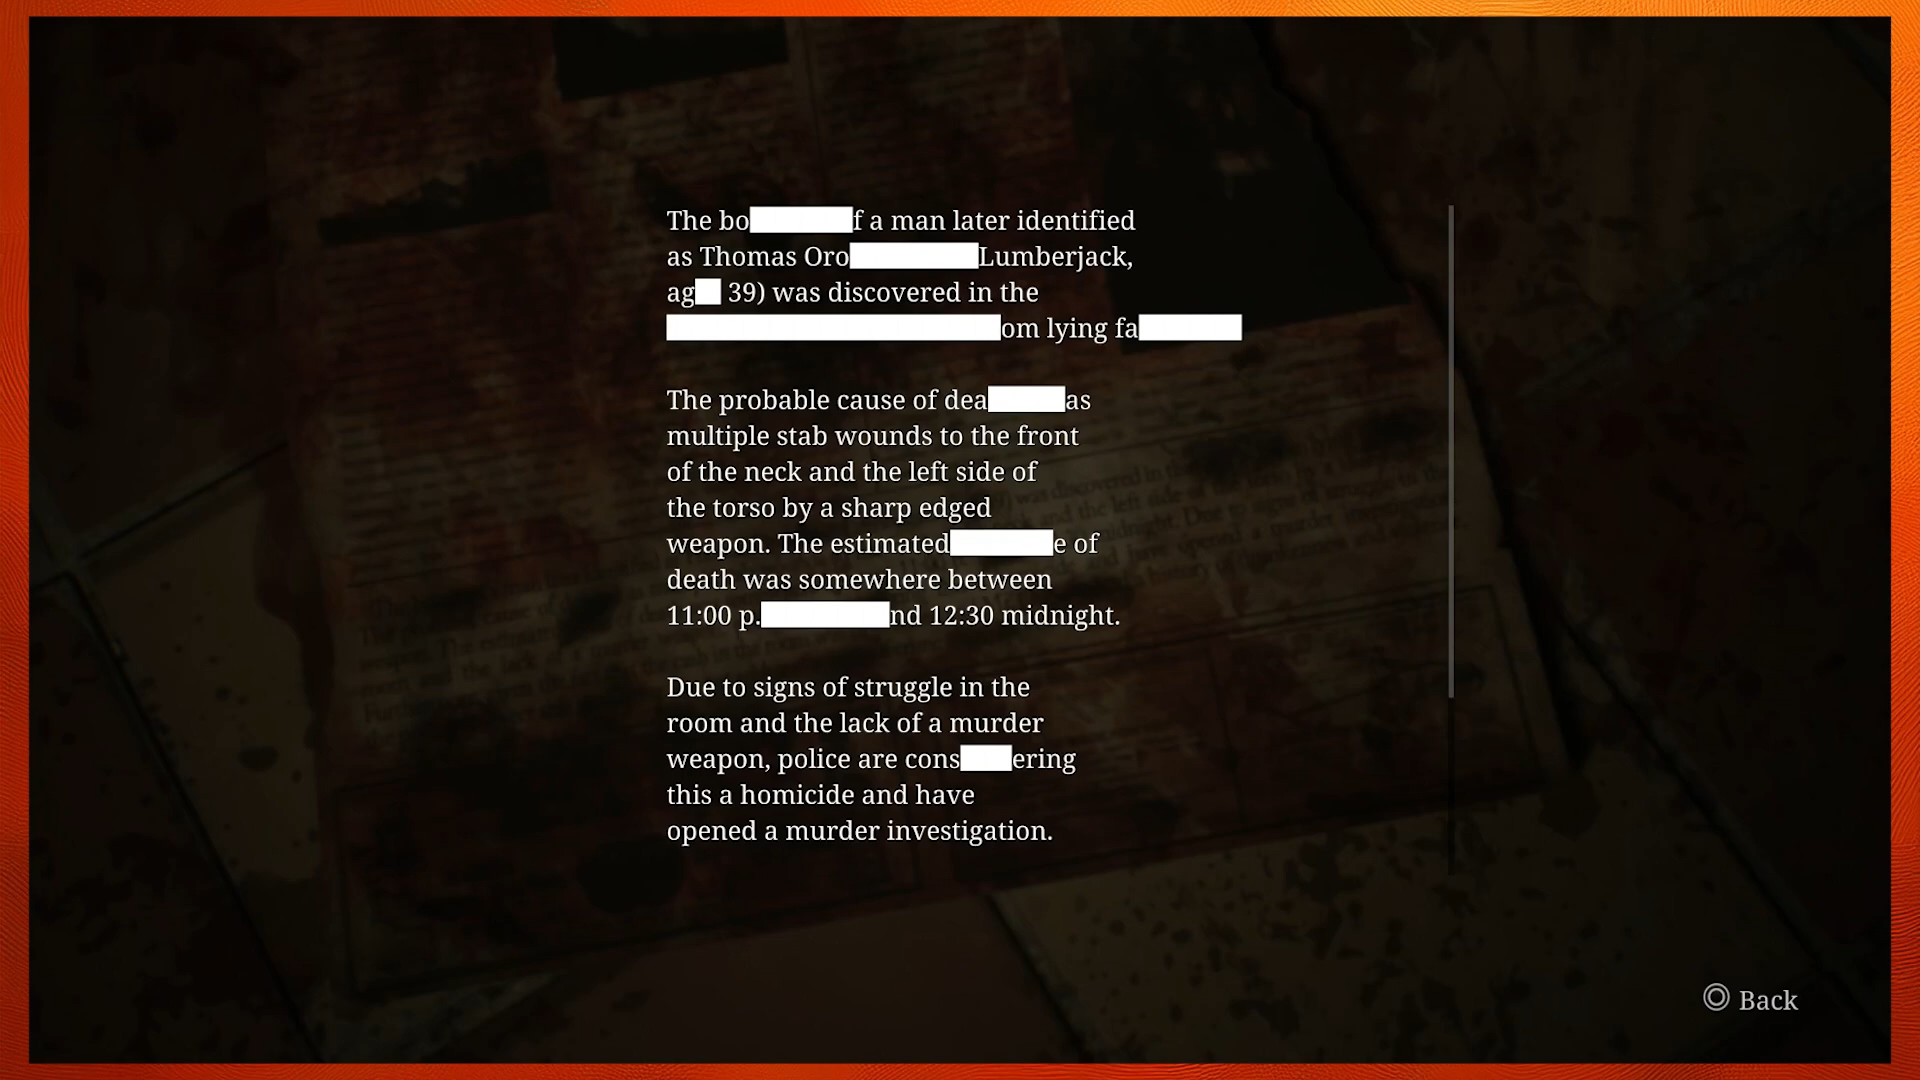 The bo████f a man later identified
as Thomas Oro█████Lumberjack,
ag█ 39) was discovered in the
█████████████om lying fa████
The probable cause of dea███as
multiple stab wounds to the front
of the neck and the left side of
the torso by a sharp edged
weapon. The estimated████e of
death was somewhere between
11:00 p.█████nd 12:30 midnight.
Due to signs of struggle in the
room and the lack of a murder
weapon, police are cons██ering
this a homicide and have
opened a murder investigation.
Back